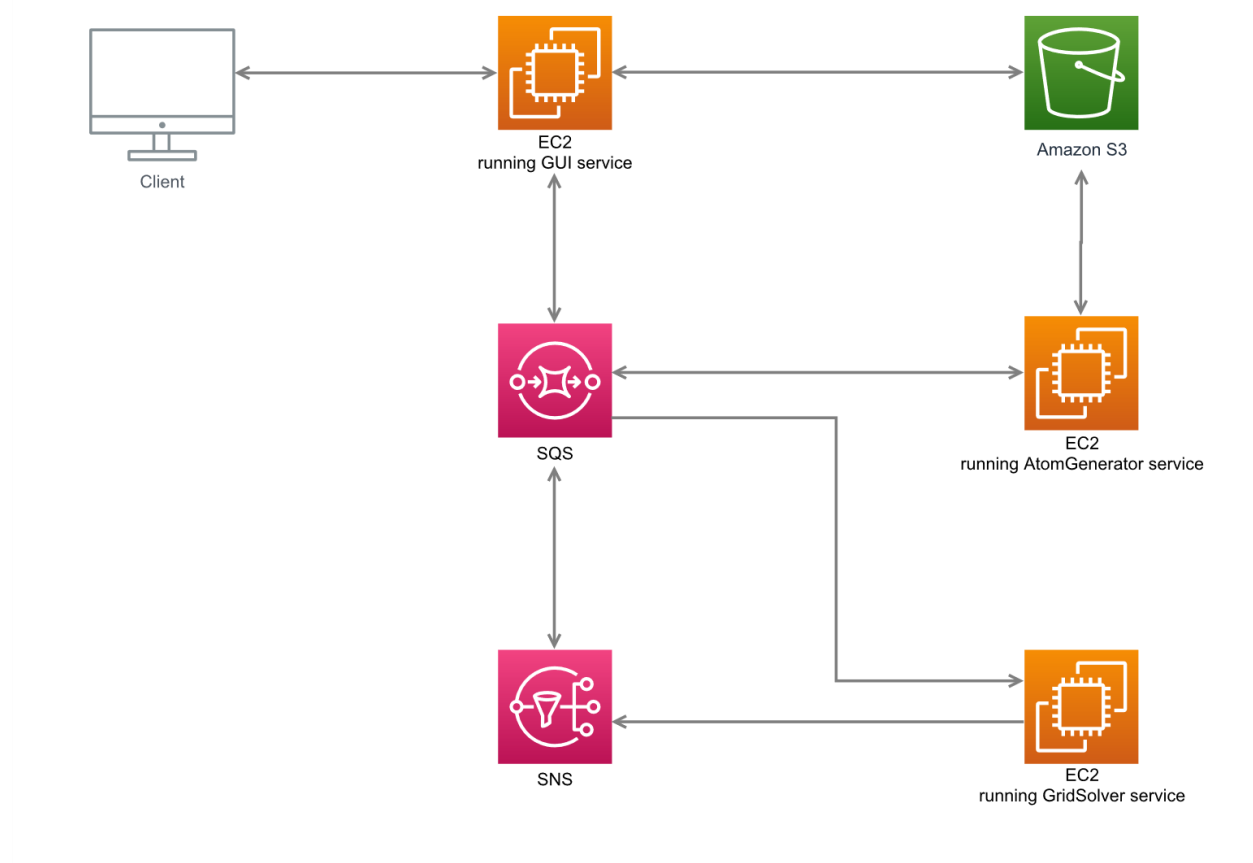 EC2
running GUI service
Amazon S3
Client
SQS
EC2
running AtomGenerator service
SNS
EC2
running GridSolver service